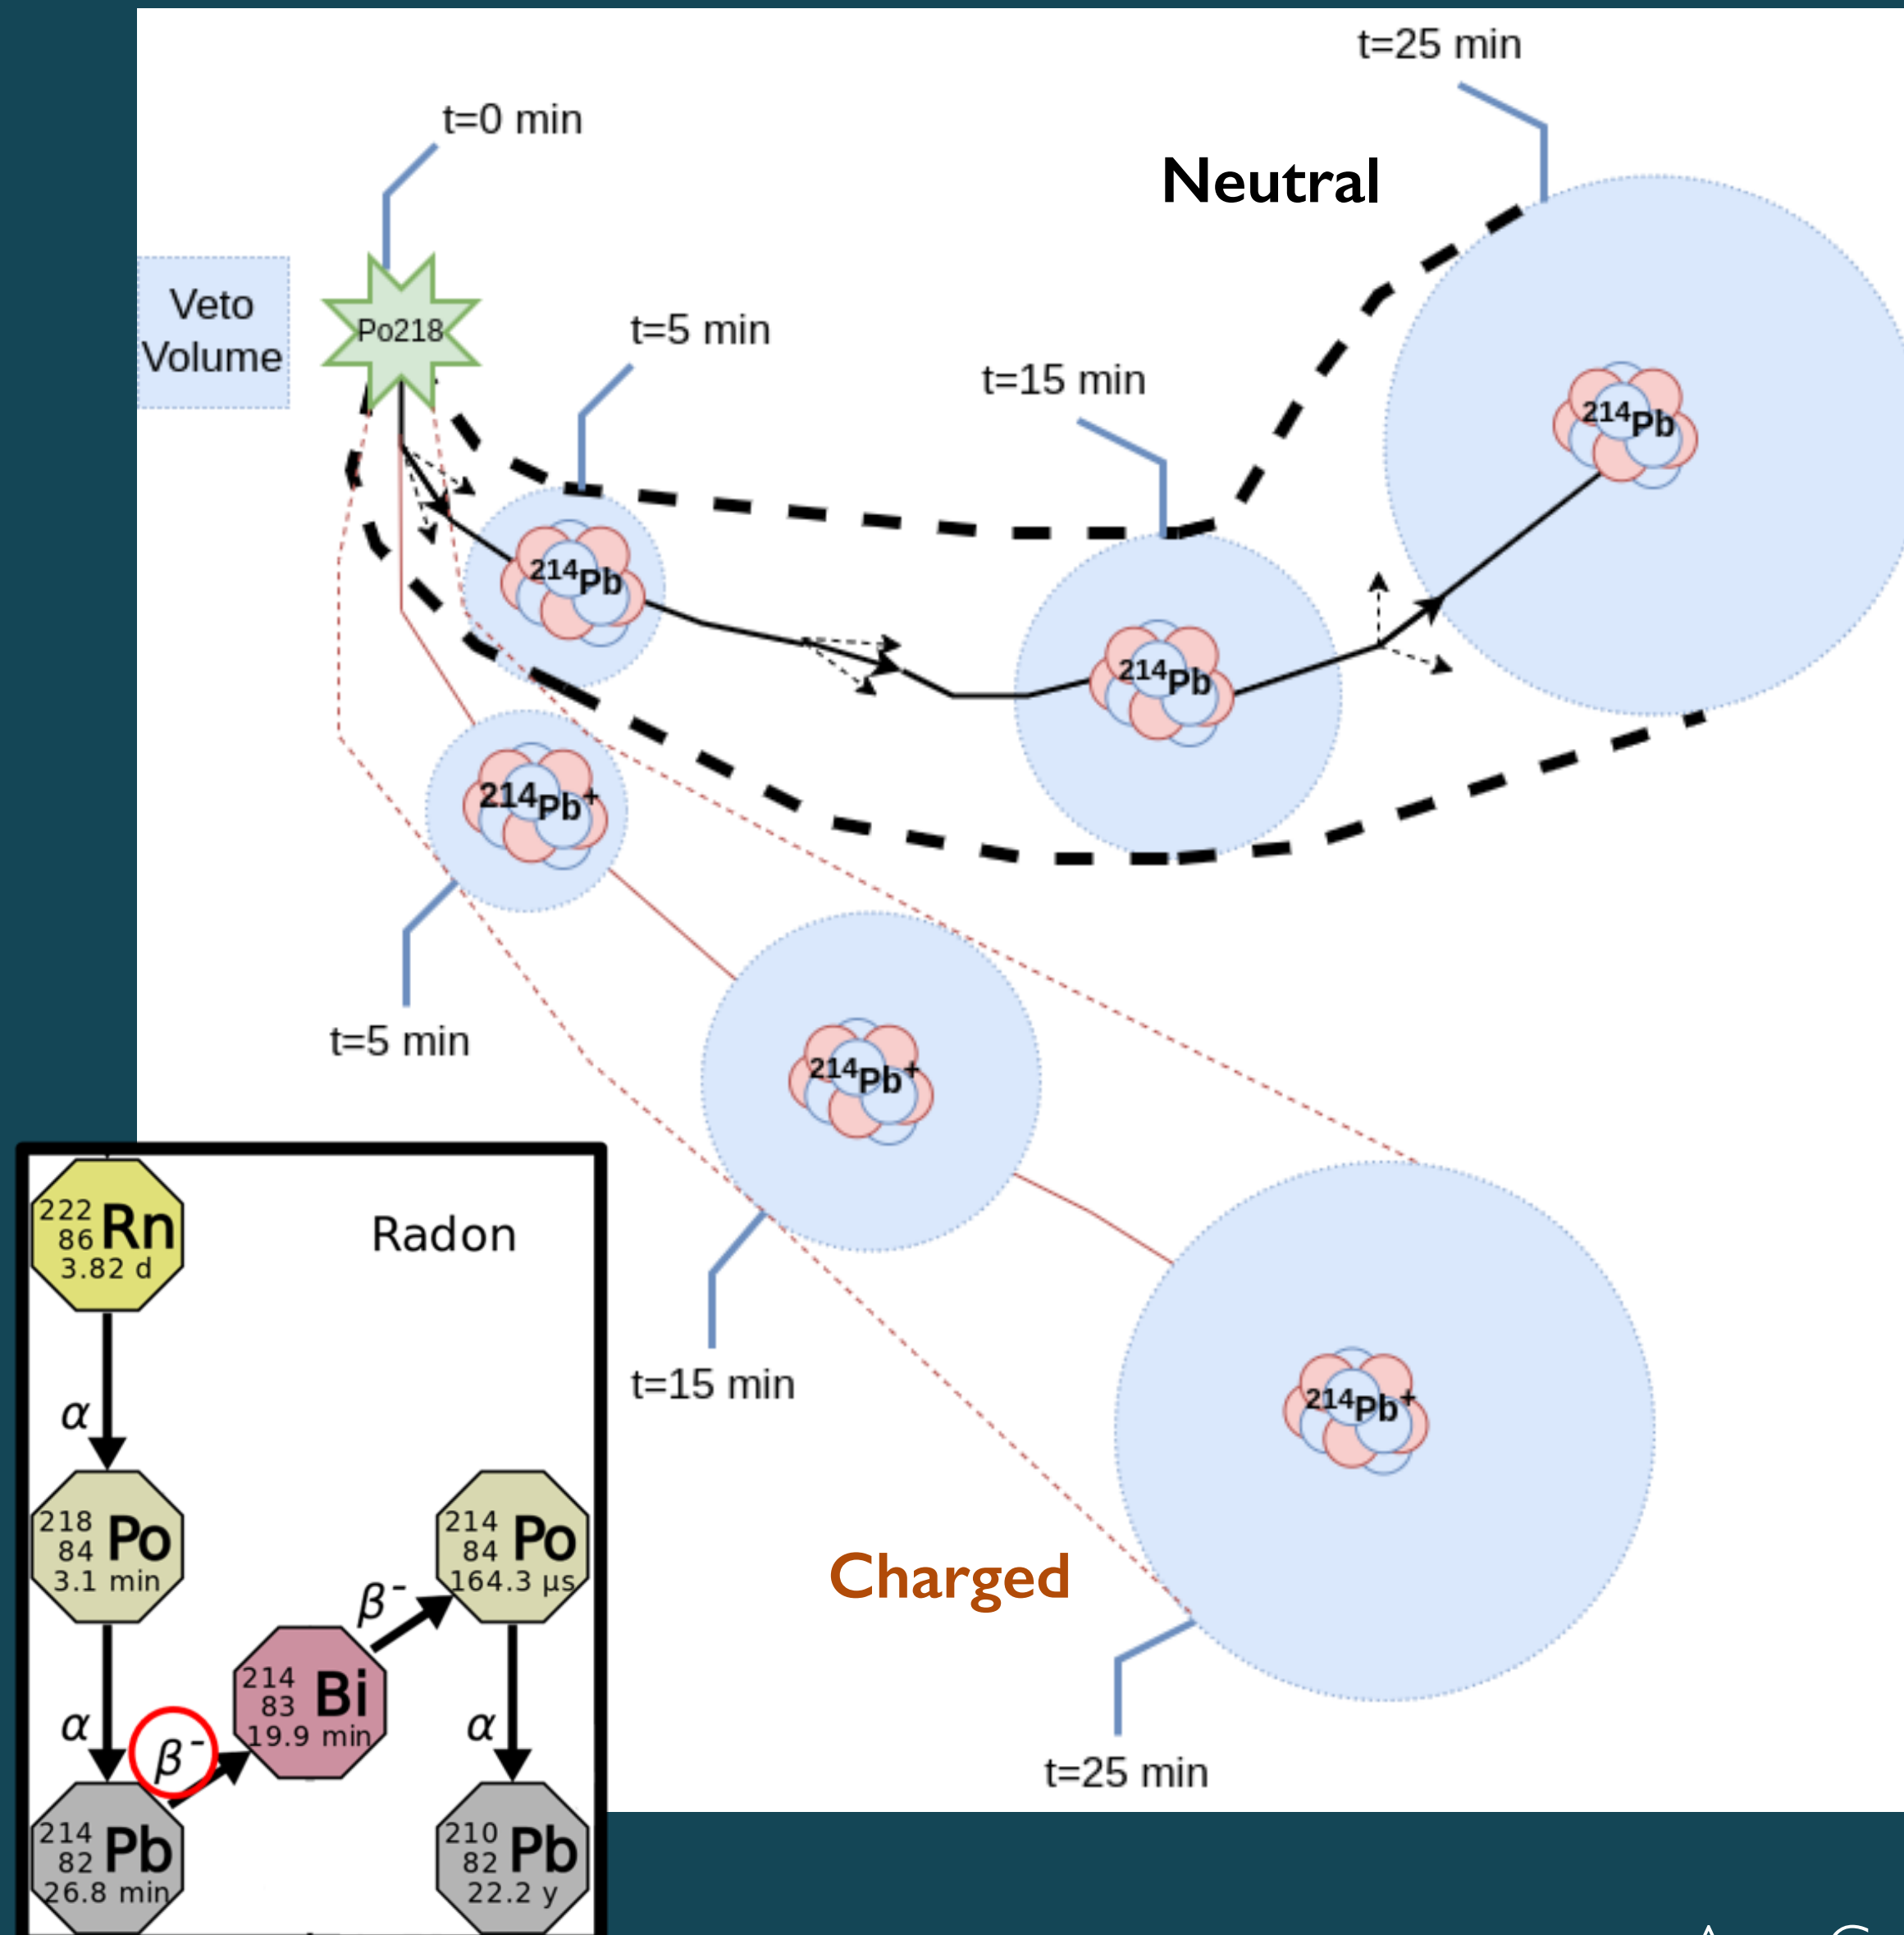 t=25 min
t=0 min
Neutral
Veto
Volume
Po218
t=5 min
t=15 min
214Pb
214Pb
214Pb
214Pb+
t=5 min
214Pb+
t=15 min
214Pb+
Charged
t=25 min
Radon
222
86
Rn
3.82 d
α
218
84
Po
3.1 min
214
84
Po
164.3 µs
β-
214
83
Bi
19.9 min
α
β-
α
214
82
Pb
26.8 min
210
82
Pb
22.2 y